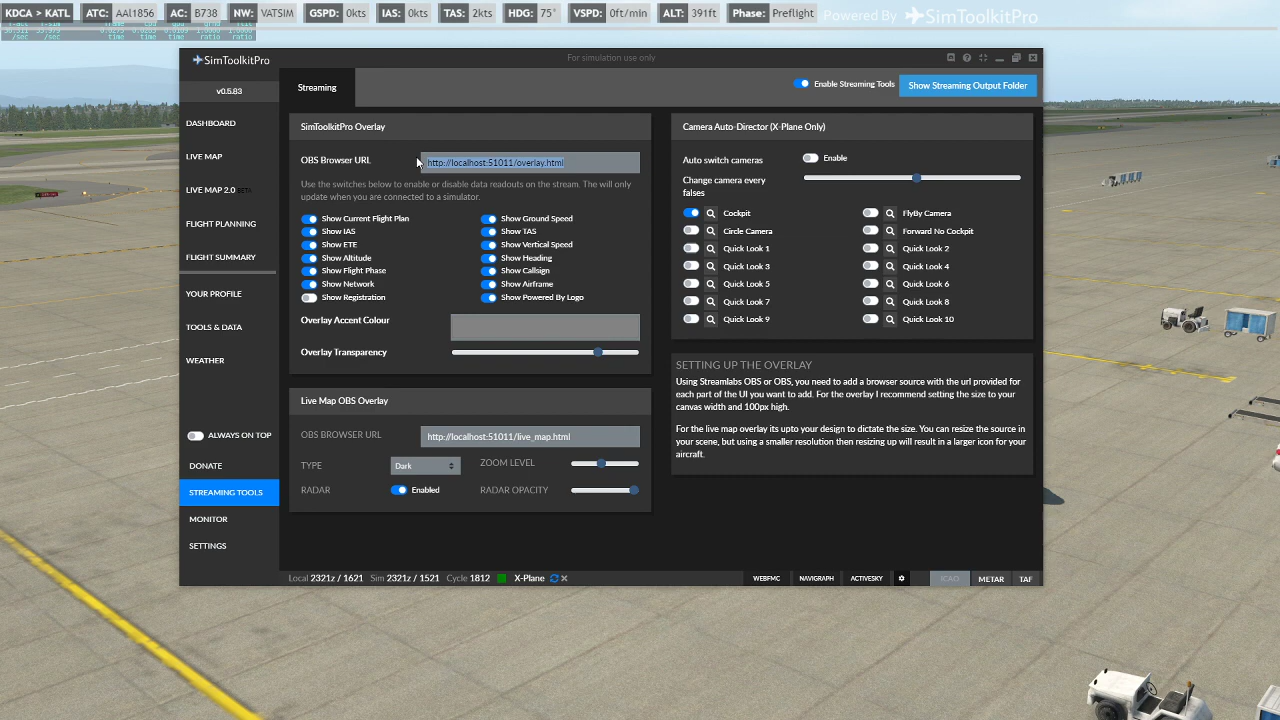 KDCA > KATL ATC: AAI1856 AC: B738 NW: VATSIM GSPD: 0kts IAS: 0kts TAS: 2kts HDG: 75° VSPD: 0ft/min ALT: 391ft Phase: Preflight Powered By SimToolkitPro
/sec /sec time time time ratio ratio
SimToolkitPro
For simulation use only
v0.5.83
Streaming
Enable Streaming Tools
Show Streaming Output Folder
DASHBOARD
LIVE MAP
LIVE MAP 2.0 BETA
FLIGHT PLANNING
FLIGHT SUMMARY
YOUR PROFILE
TOOLS & DATA
WEATHER
ALWAYS ON TOP
DONATE
STREAMING TOOLS
MONITOR
SETTINGS
SimToolkitPro Overlay
OBS Browser URL
http://localhost:51011/overlay.html
Use the switches below to enable or disable data readouts on the stream. The will only
update when you are connected to a simulator.
Show Current Flight Plan
Show Ground Speed
Show IAS
Show TAS
Show ETE
Show Vertical Speed
Show Altitude
Show Heading
Show Flight Phase
Show Callsign
Show Network
Show Airframe
Show Registration
Show Powered By Logo
Overlay Accent Colour
Overlay Transparency
Live Map OBS Overlay
OBS BROWSER URL
http://localhost:51011/live_map.html
TYPE
Dark
ZOOM LEVEL
RADAR
Enabled
RADAR OPACITY
Camera Auto-Director (X-Plane Only)
Auto switch cameras
Enable
Change camera every
falses
Cockpit
FlyBy Camera
Circle Camera
Forward No Cockpit
Quick Look 1
Quick Look 2
Quick Look 3
Quick Look 4
Quick Look 5
Quick Look 6
Quick Look 7
Quick Look 8
Quick Look 9
Quick Look 10
SETTING UP THE OVERLAY
Using Streamlabs OBS or OBS, you need to add a browser source with the url provided for
each part of the UI you want to add. For the overlay I recommend setting the size to your
canvas width and 100px high.
For the live map overlay its upto your design to dictate the size. You can resize the source in
your scene, but using a smaller resolution then resizing up will result in a larger icon for your
aircraft.
Local 2321z / 1621 Sim 2321z / 1521 Cycle 1812 X-Plane
WEBFMC
NAVIGRAPH
ACTIVESKY
ICAO
METAR
TAF